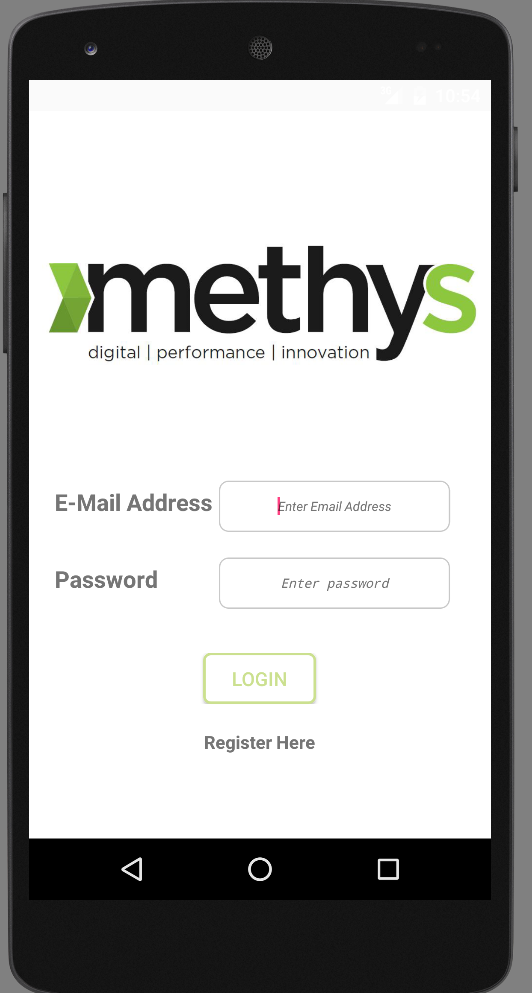 10:54
methys
digital | performance | innovation
E-Mail Address Enter Email Address
Password Enter password
LOGIN
Register Here